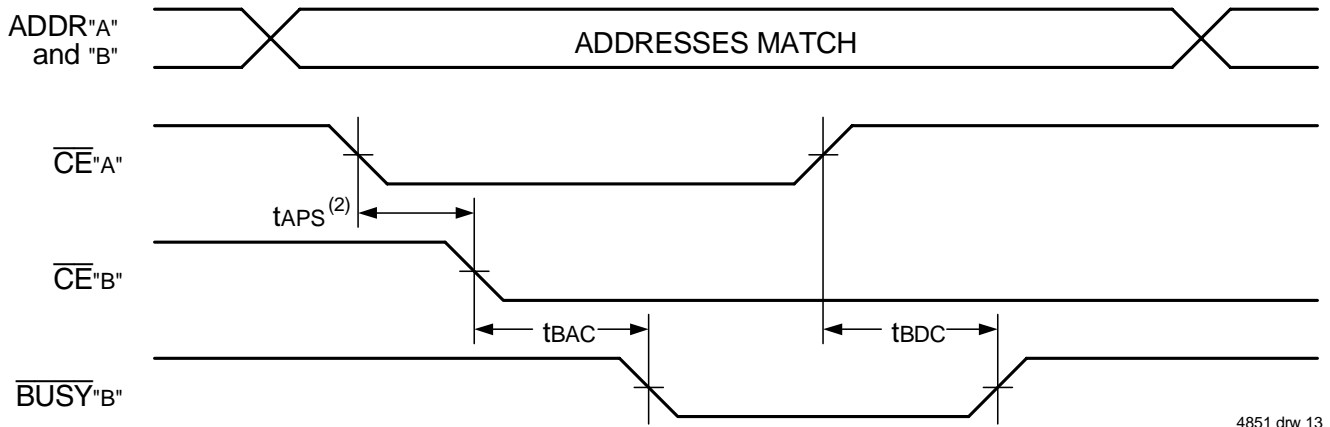 ADDR"A"
and "B"
ADDRESSES MATCH
CE"A"
tAPS(2)
CE"B"
tBAC
tBDC
BUSY"B"
4851 drw 13